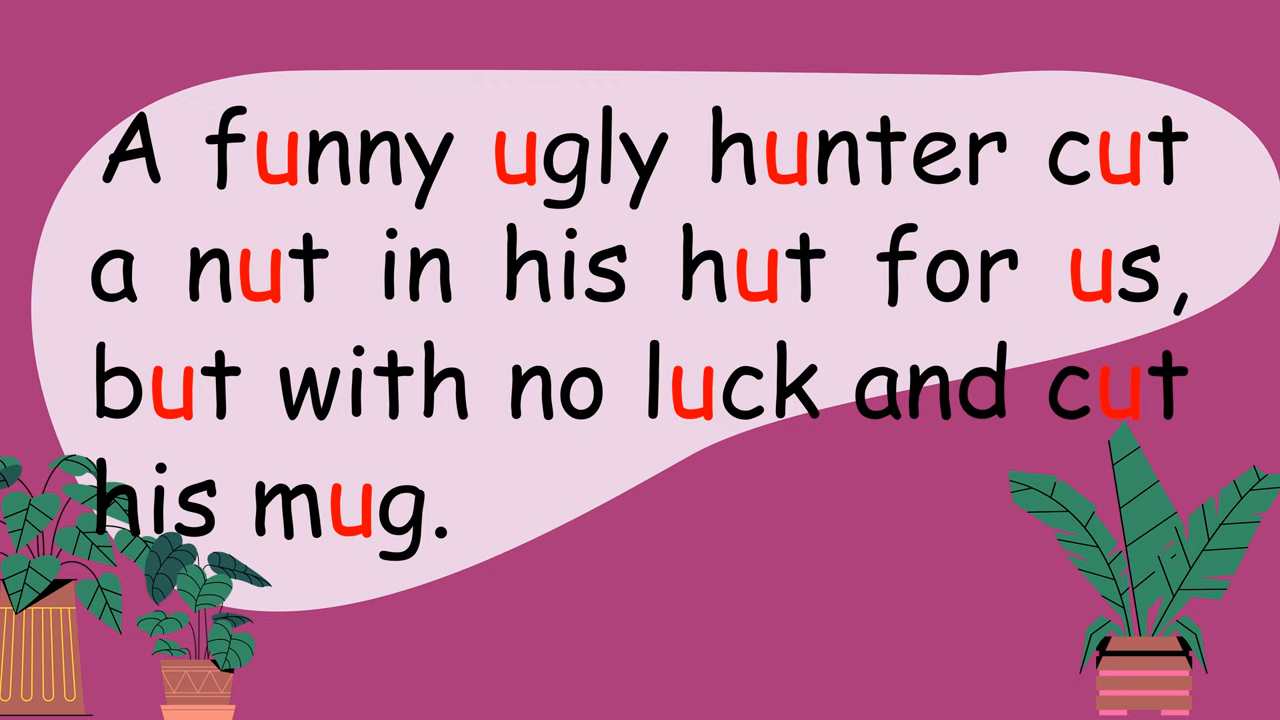 A funny ugly hunter cut
a nut in his hut for us,
but with no luck and cut
his mug.